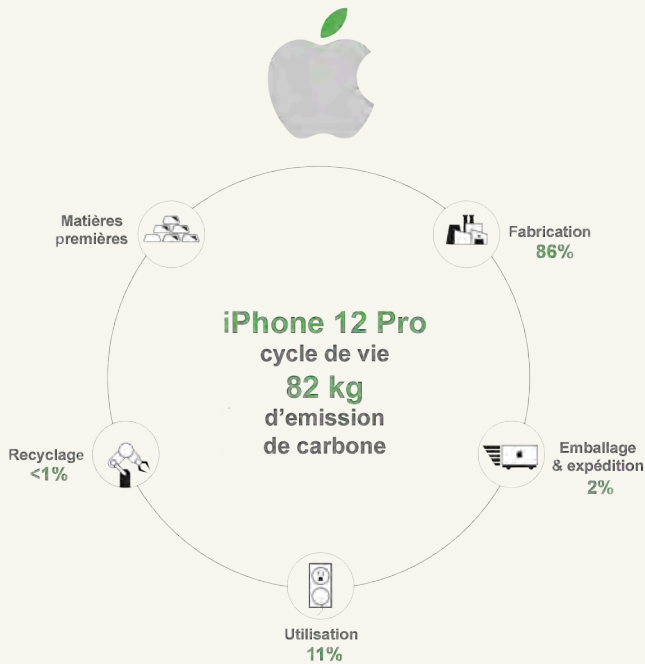 Matières
premières
Fabrication
86%
iPhone 12 Pro
cycle de vie
82 kg
d'emission
de carbone
Recyclage
<1%
Emballage
& expédition
2%
Utilisation
11%